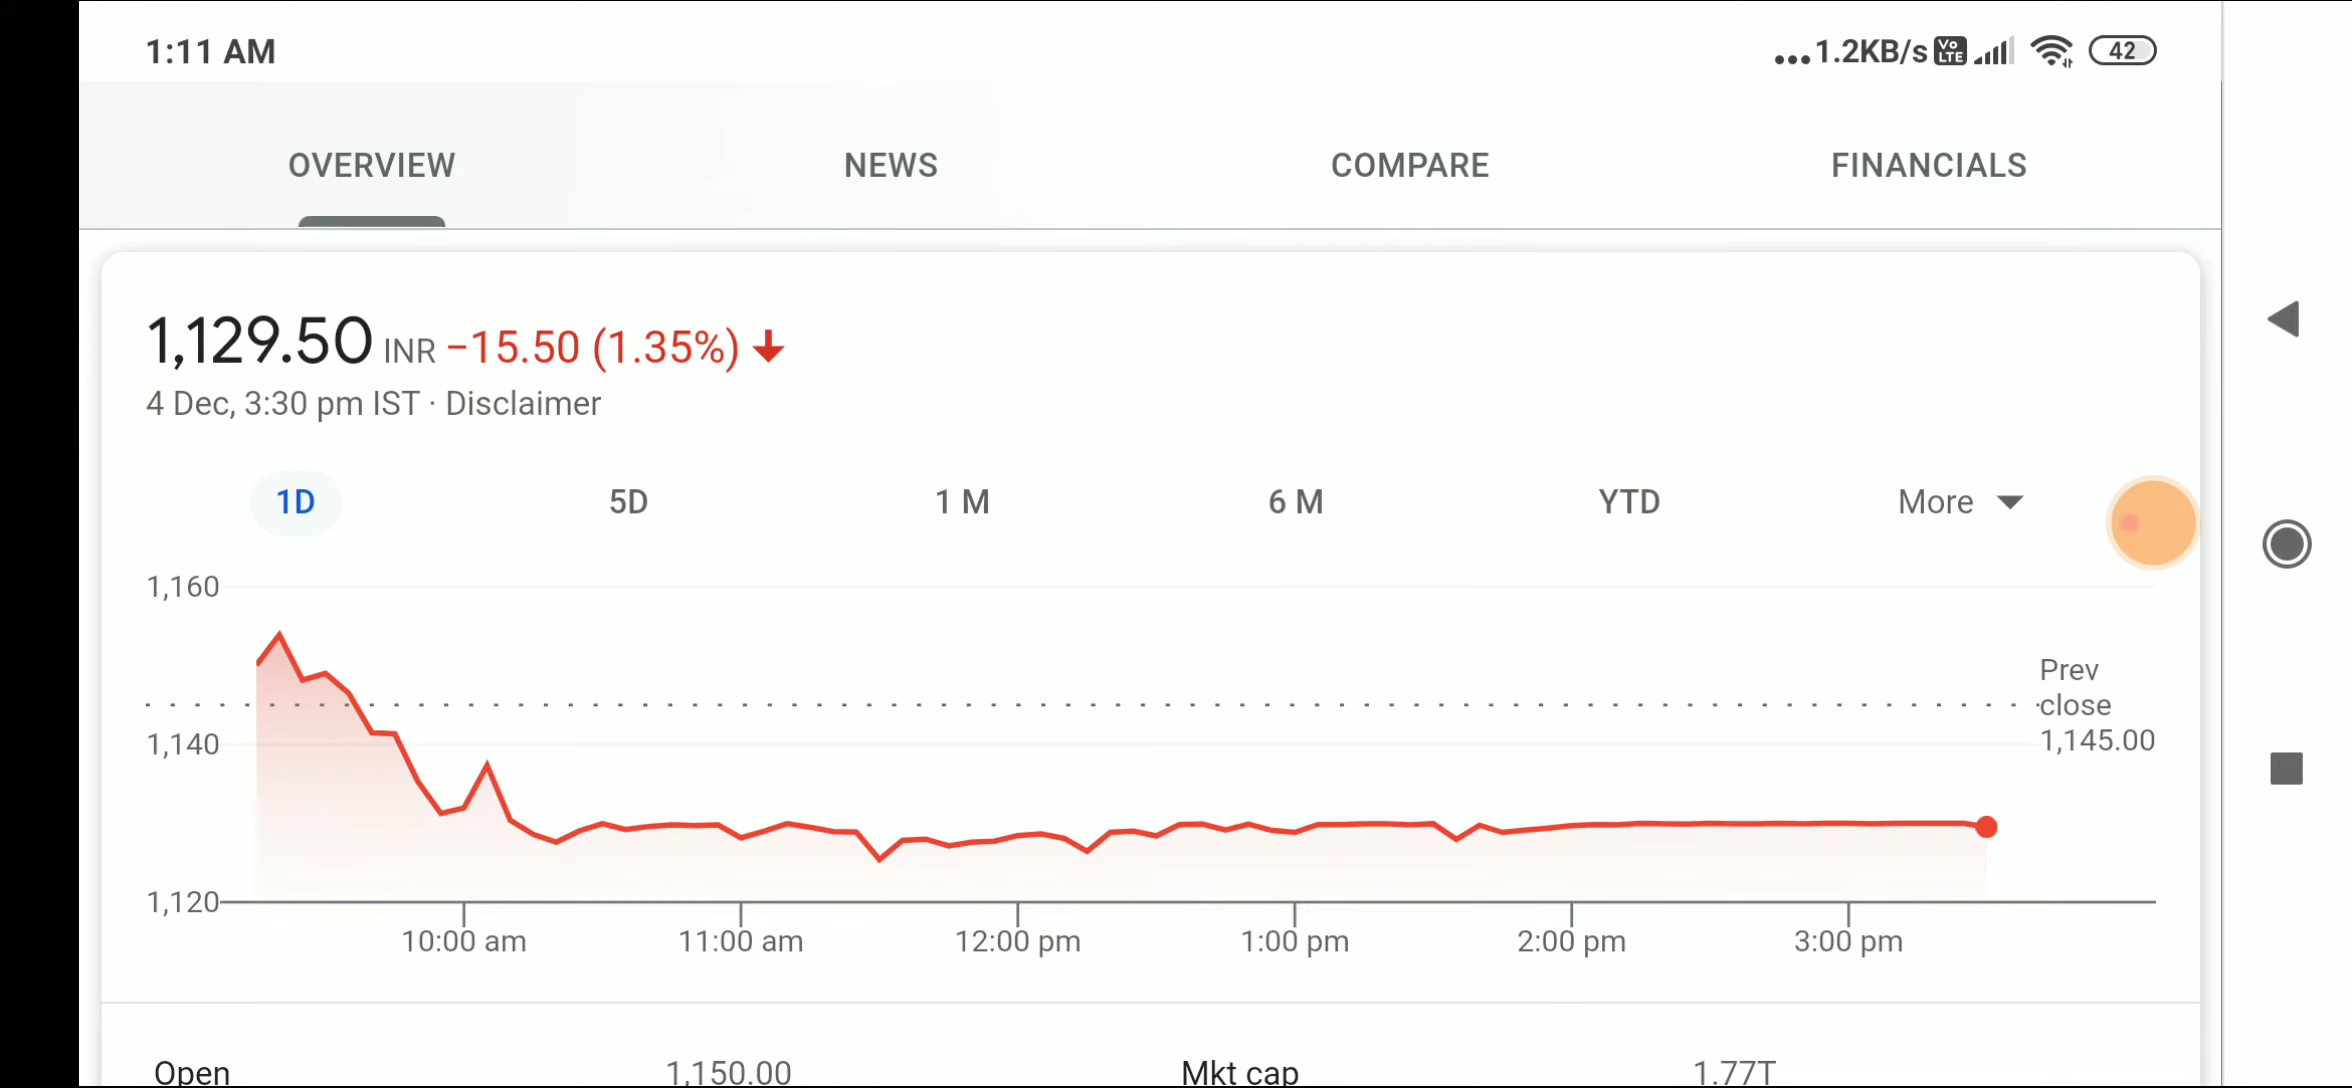 1:11 AM
...1.2KB/s Vo LTE 42
OVERVIEW NEWS COMPARE FINANCIALS
1,129.50 INR −15.50 (1.35%)
4 Dec, 3:30 pm IST · Disclaimer
1D 5D 1 M 6 M YTD More
1,160
Prev
close
1,145.00
1,140
1,120
10:00 am 11:00 am 12:00 pm 1:00 pm 2:00 pm 3:00 pm
Open 1,150.00 Mkt cap 1.77T